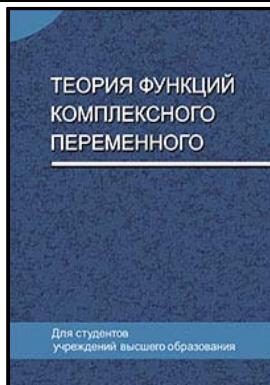 ТЕОРИЯ ФУНКЦИЙ
КОМПЛЕКСНОГО
ПЕРЕМЕННОГО
Для студентов
учреждений высшего образования